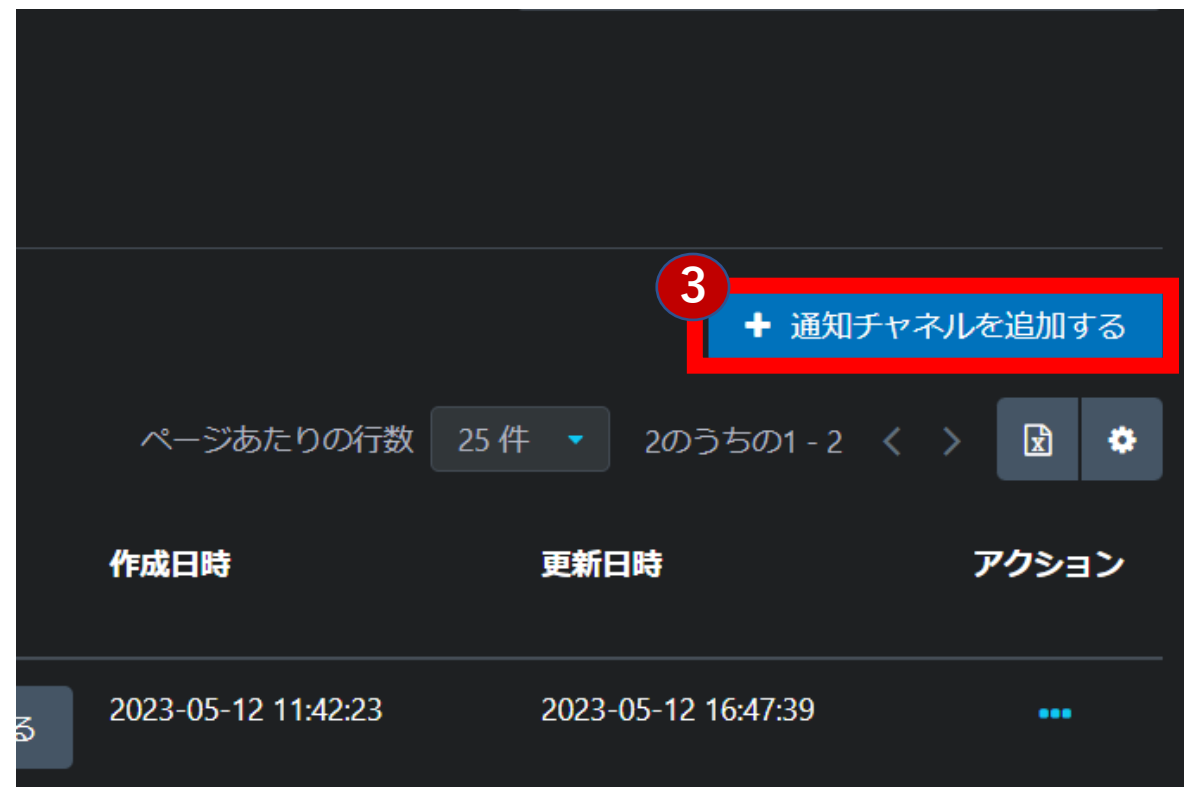 3
通知チャネルを追加する
ページあたりの行数 25 件 2のうちの1 - 2
作成日時 更新日時 アクション
る 2023-05-12 11:42:23 2023-05-12 16:47:39